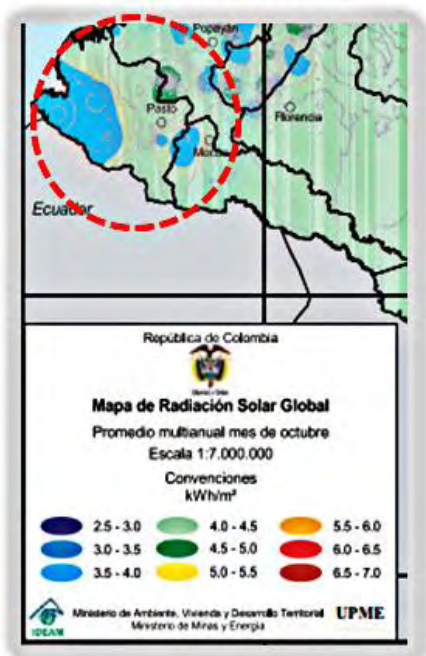 Popayán
Pasto
Florencia
Ecuador
República de Colombia
Mapa de Radiación Solar Global
Promedio multianual mes de octubre
Escala 1:7.000.000
Convenciones
kWh/m²
2.5 - 3.0 4.0 - 4.5 5.5 - 6.0
3.0 - 3.5 4.5 - 5.0 6.0 - 6.5
3.5 - 4.0 5.0 - 5.5 6.5 - 7.0
IDEAM Ministerio de Ambiente, Vivienda y Desarrollo Territorial UPME
Ministerio de Minas y Energía